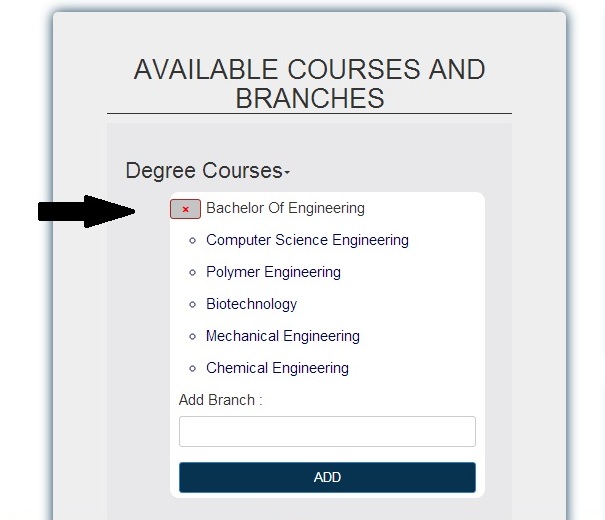 AVAILABLE COURSES AND
BRANCHES
Degree Courses
× Bachelor Of Engineering
Computer Science Engineering
Polymer Engineering
Biotechnology
Mechanical Engineering
Chemical Engineering
Add Branch :
ADD